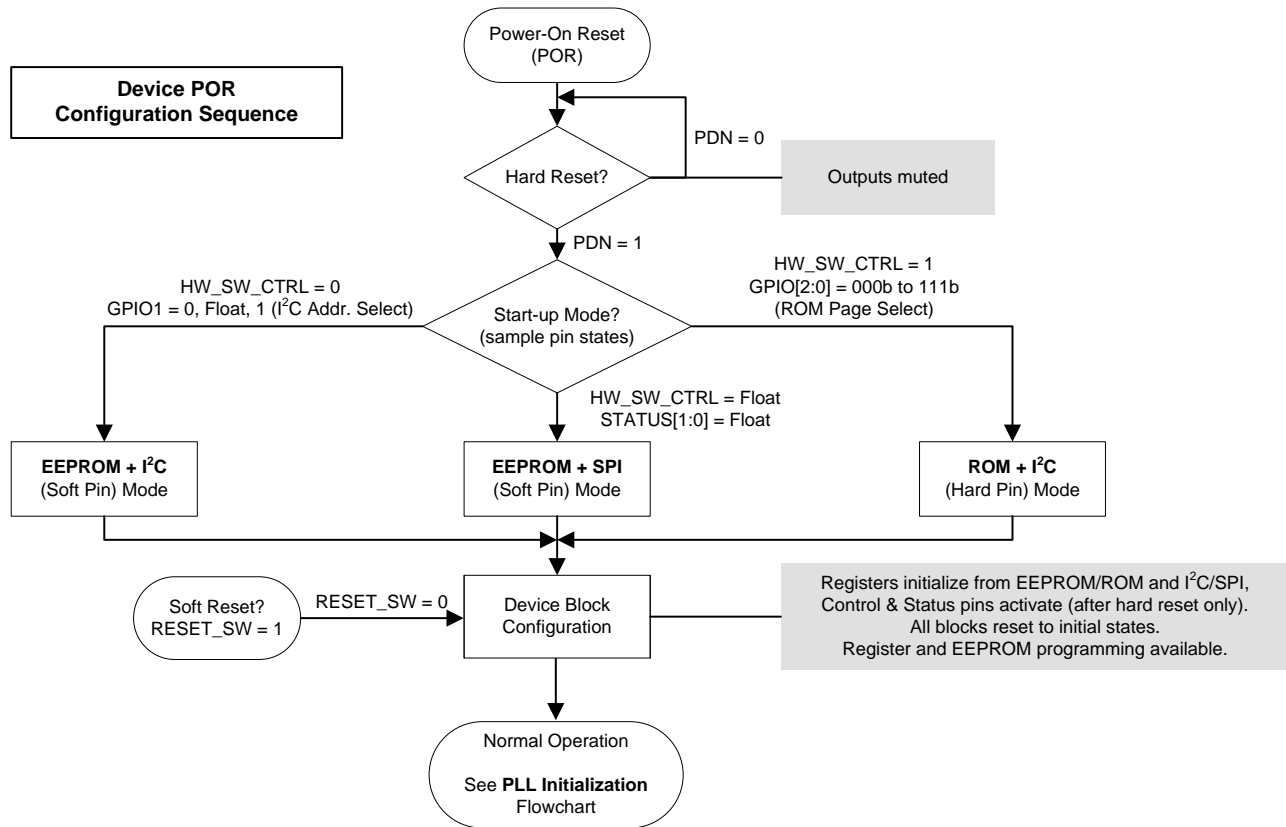 Power-On Reset
(POR)
Device POR
Configuration Sequence
PDN = 0
Hard Reset?
Outputs muted
PDN = 1
HW_SW_CTRL = 0
GPIO1 = 0, Float, 1 (I²C Addr. Select)
HW_SW_CTRL = 1
GPIO[2:0] = 000b to 111b
(ROM Page Select)
Start-up Mode?
(sample pin states)
HW_SW_CTRL = Float
STATUS[1:0] = Float
EEPROM + I²C
(Soft Pin) Mode
EEPROM + SPI
(Soft Pin) Mode
ROM + I²C
(Hard Pin) Mode
Soft Reset?
RESET_SW = 1
RESET_SW = 0
Device Block
Configuration
Registers initialize from EEPROM/ROM and I²C/SPI,
Control & Status pins activate (after hard reset only).
All blocks reset to initial states.
Register and EEPROM programming available.
Normal Operation
See PLL Initialization
Flowchart